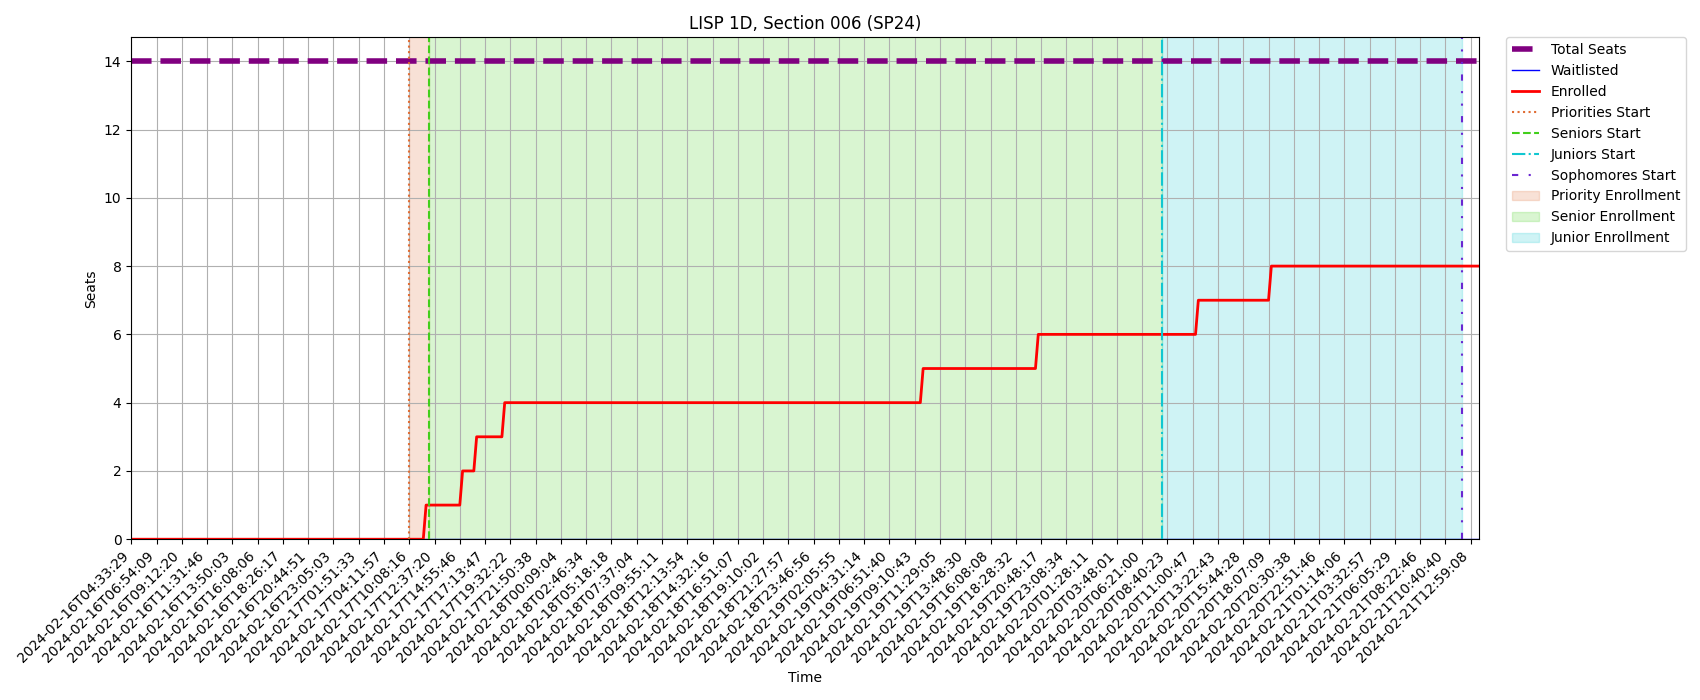 LISP 1D, Section 006 (SP24)
Total Seats
Waitlisted
Enrolled
Priorities Start
Seniors Start
Juniors Start
Sophomores Start
Priority Enrollment
Senior Enrollment
Junior Enrollment
Seats
14
12
10
8
6
4
2
0
2024-02-16T04:33:29
2024-02-16T06:54:09
2024-02-16T09:12:20
2024-02-16T11:31:46
2024-02-16T13:50:03
2024-02-16T16:08:06
2024-02-16T18:26:17
2024-02-16T20:44:51
2024-02-16T23:05:03
2024-02-17T01:51:33
2024-02-17T04:11:57
2024-02-17T10:08:16
2024-02-17T12:37:20
2024-02-17T14:55:46
2024-02-17T17:13:47
2024-02-17T19:32:22
2024-02-17T21:50:38
2024-02-18T00:09:04
2024-02-18T02:46:34
2024-02-18T05:18:18
2024-02-18T07:37:04
2024-02-18T09:55:11
2024-02-18T12:13:54
2024-02-18T14:32:16
2024-02-18T16:51:07
2024-02-18T19:10:02
2024-02-18T21:27:57
2024-02-18T23:46:56
2024-02-19T02:05:55
2024-02-19T04:31:14
2024-02-19T06:51:40
2024-02-19T09:10:43
2024-02-19T11:29:05
2024-02-19T13:48:30
2024-02-19T16:08:08
2024-02-19T18:28:32
2024-02-19T20:48:17
2024-02-19T23:08:34
2024-02-20T01:28:11
2024-02-20T03:48:01
2024-02-20T06:21:00
2024-02-20T08:40:23
2024-02-20T11:00:47
2024-02-20T13:22:43
2024-02-20T15:44:28
2024-02-20T18:07:09
2024-02-20T20:30:38
2024-02-20T22:51:46
2024-02-21T01:14:06
2024-02-21T03:32:57
2024-02-21T06:05:29
2024-02-21T08:22:46
2024-02-21T10:40:40
2024-02-21T12:59:08
Time